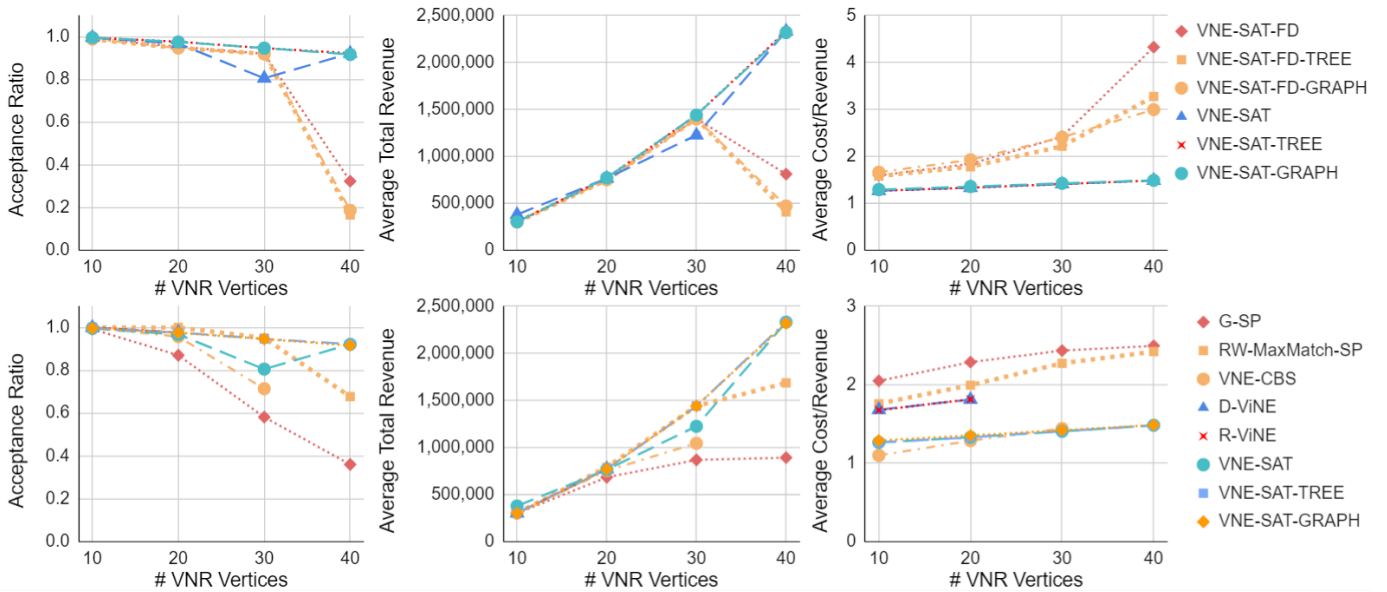 1.0
0.8
0.6
0.4
0.2
0.0
Acceptance Ratio
10 20 30 40
# VNR Vertices
2,500,000
2,000,000
1,500,000
1,000,000
500,000
0
Average Total Revenue
10 20 30 40
# VNR Vertices
5
4
3
2
1
0
Average Cost/Revenue
10 20 30 40
# VNR Vertices
VNE-SAT-FD
VNE-SAT-FD-TREE
VNE-SAT-FD-GRAPH
VNE-SAT
VNE-SAT-TREE
VNE-SAT-GRAPH
1.0
0.8
0.6
0.4
0.2
0.0
Acceptance Ratio
10 20 30 40
# VNR Vertices
2,500,000
2,000,000
1,500,000
1,000,000
500,000
0
Average Total Revenue
10 20 30 40
# VNR Vertices
3
2
1
0
Average Cost/Revenue
10 20 30 40
# VNR Vertices
G-SP
RW-MaxMatch-SP
VNE-CBS
D-ViNE
R-ViNE
VNE-SAT
VNE-SAT-TREE
VNE-SAT-GRAPH